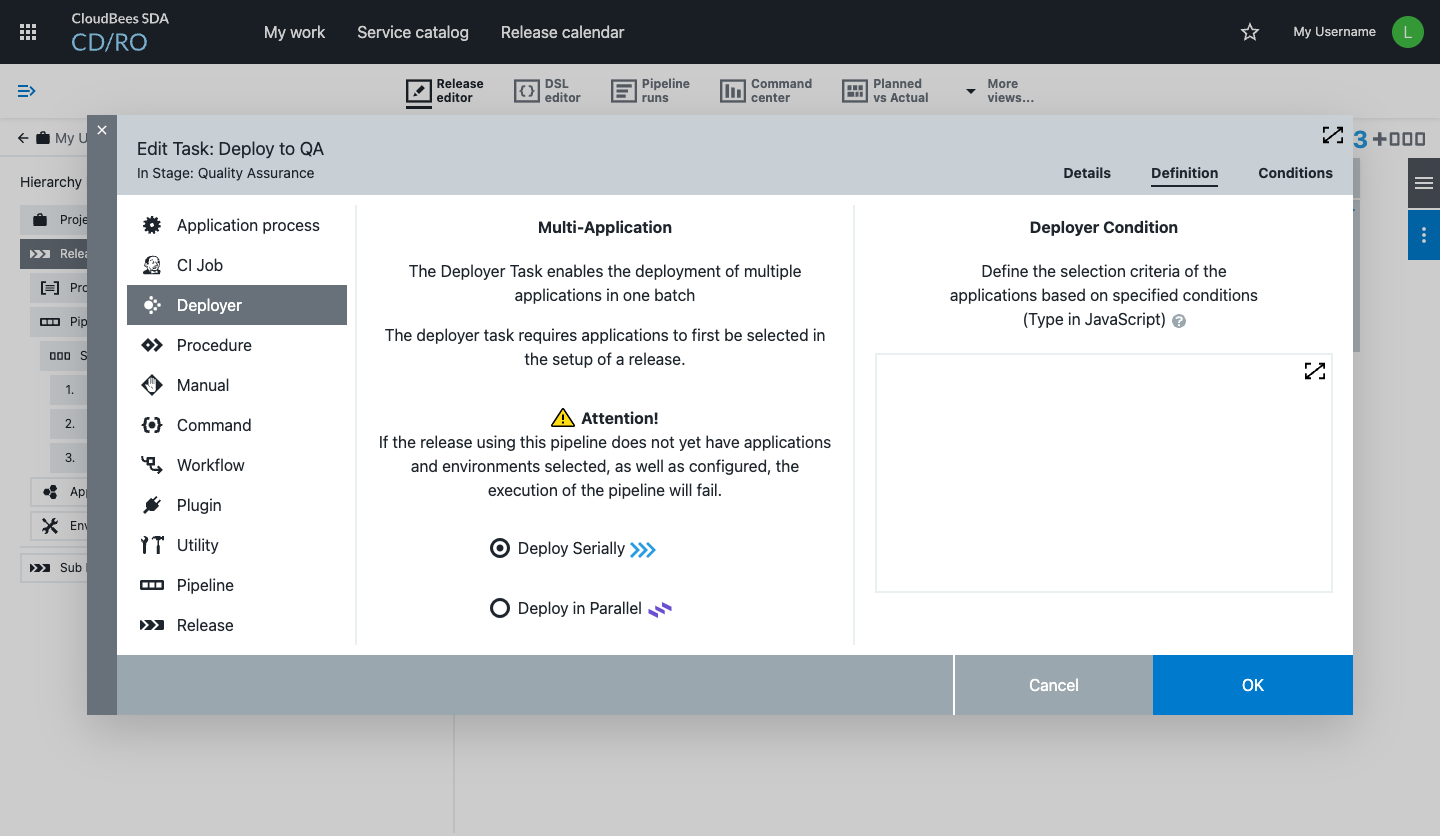 CloudBees SDA
CD/RO
My work
Service catalog
Release calendar
My Username
L
Release
editor
DSL
editor
Pipeline
runs
Command
center
Planned
vs Actual
More
views...
My U
3
Hierarchy
Proje
Relea
Pro
Pip
S
1.
2.
3.
App
Env
Sub
Edit Task: Deploy to QA
In Stage: Quality Assurance
Details
Definition
Conditions
Application process
CI Job
Deployer
Procedure
Manual
Command
Workflow
Plugin
Utility
Pipeline
Release
Multi-Application
The Deployer Task enables the deployment of multiple
applications in one batch
The deployer task requires applications to first be selected in
the setup of a release.
Attention!
If the release using this pipeline does not yet have applications
and environments selected, as well as configured, the
execution of the pipeline will fail.
Deploy Serially
Deploy in Parallel
Deployer Condition
Define the selection criteria of the
applications based on specified conditions
(Type in JavaScript) ?
Cancel
OK